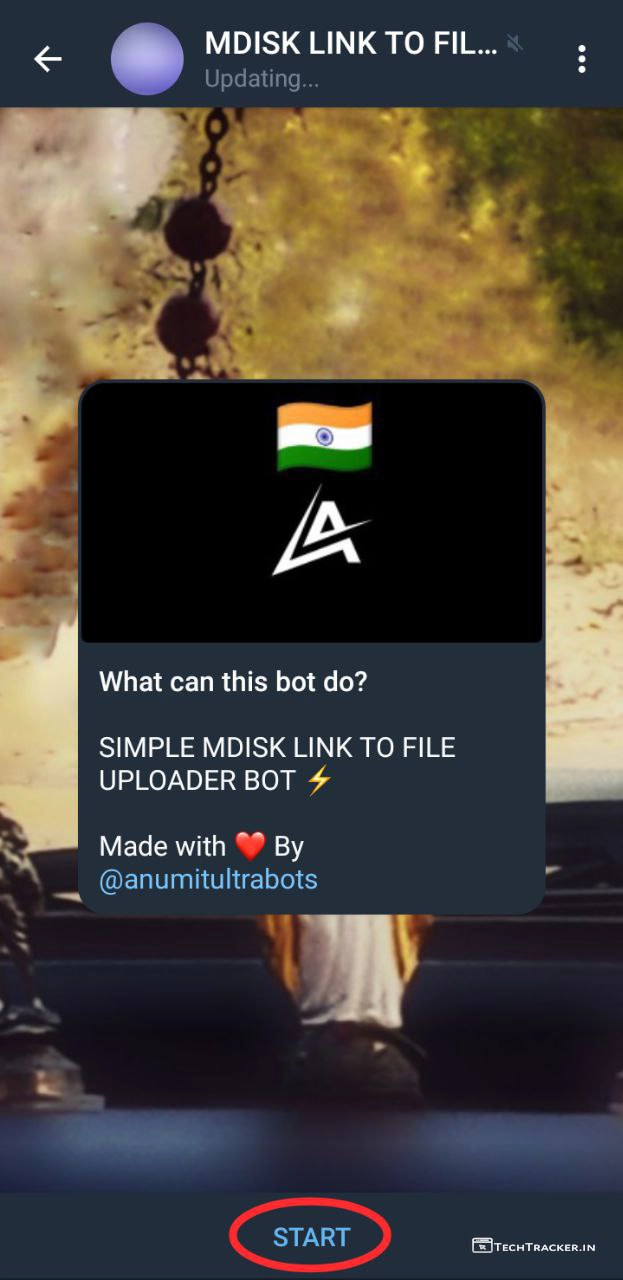 MDISK LINK TO FIL...
Updating...
What can this bot do?
SIMPLE MDISK LINK TO FILE
UPLOADER BOT ⚡
Made with ❤️ By
@anumitultrabots
START
TECHTRACKER.IN